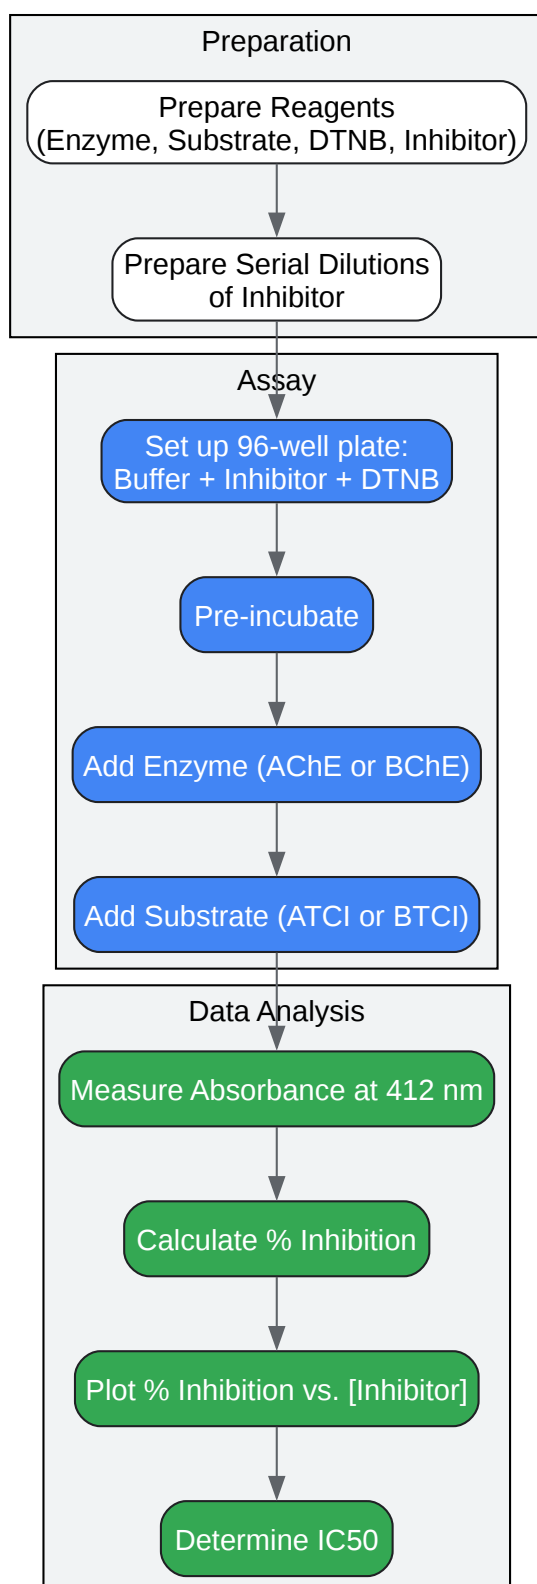 Preparation
Prepare Reagents
(Enzyme, Substrate, DTNB, Inhibitor)
Prepare Serial Dilutions
of Inhibitor
Assay
Set up 96-well plate:
Buffer + Inhibitor + DTNB
Pre-incubate
Add Enzyme (AChE or BChE)
Add Substrate (ATCI or BTCI)
Data Analysis
Measure Absorbance at 412 nm
Calculate % Inhibition
Plot % Inhibition vs. [Inhibitor]
Determine IC50